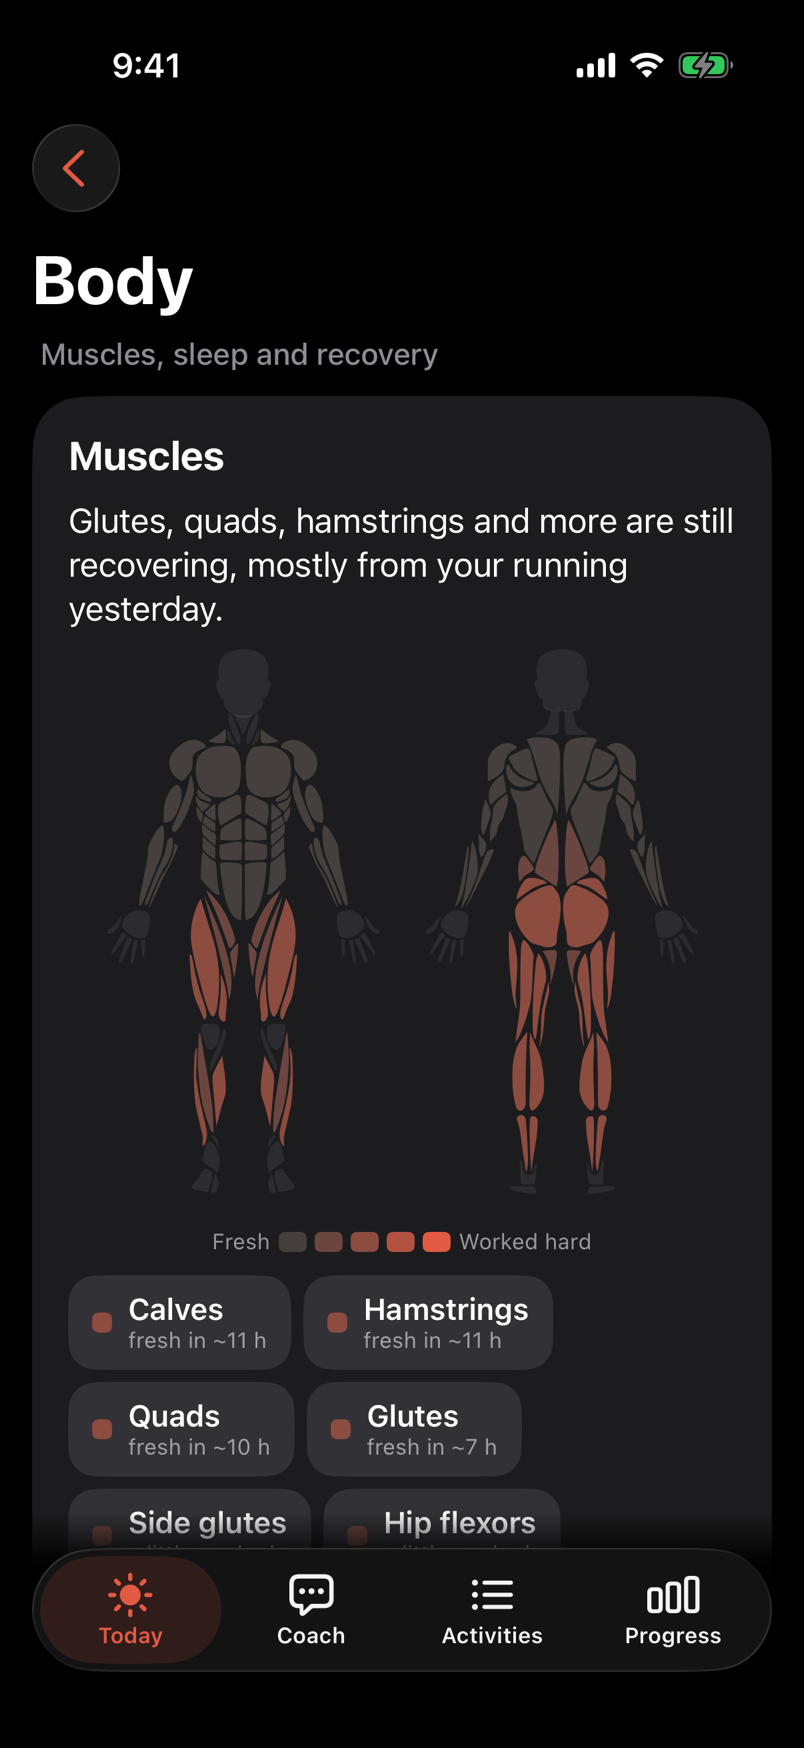 9:41
Body
Muscles, sleep and recovery
Muscles
Glutes, quads, hamstrings and more are still
recovering, mostly from your running
yesterday.
Fresh Worked hard
Calves Hamstrings
fresh in ~11 h fresh in ~11 h
Quads Glutes
fresh in ~10 h fresh in ~7 h
Side glutes Hip flexors
Today Coach Activities Progress